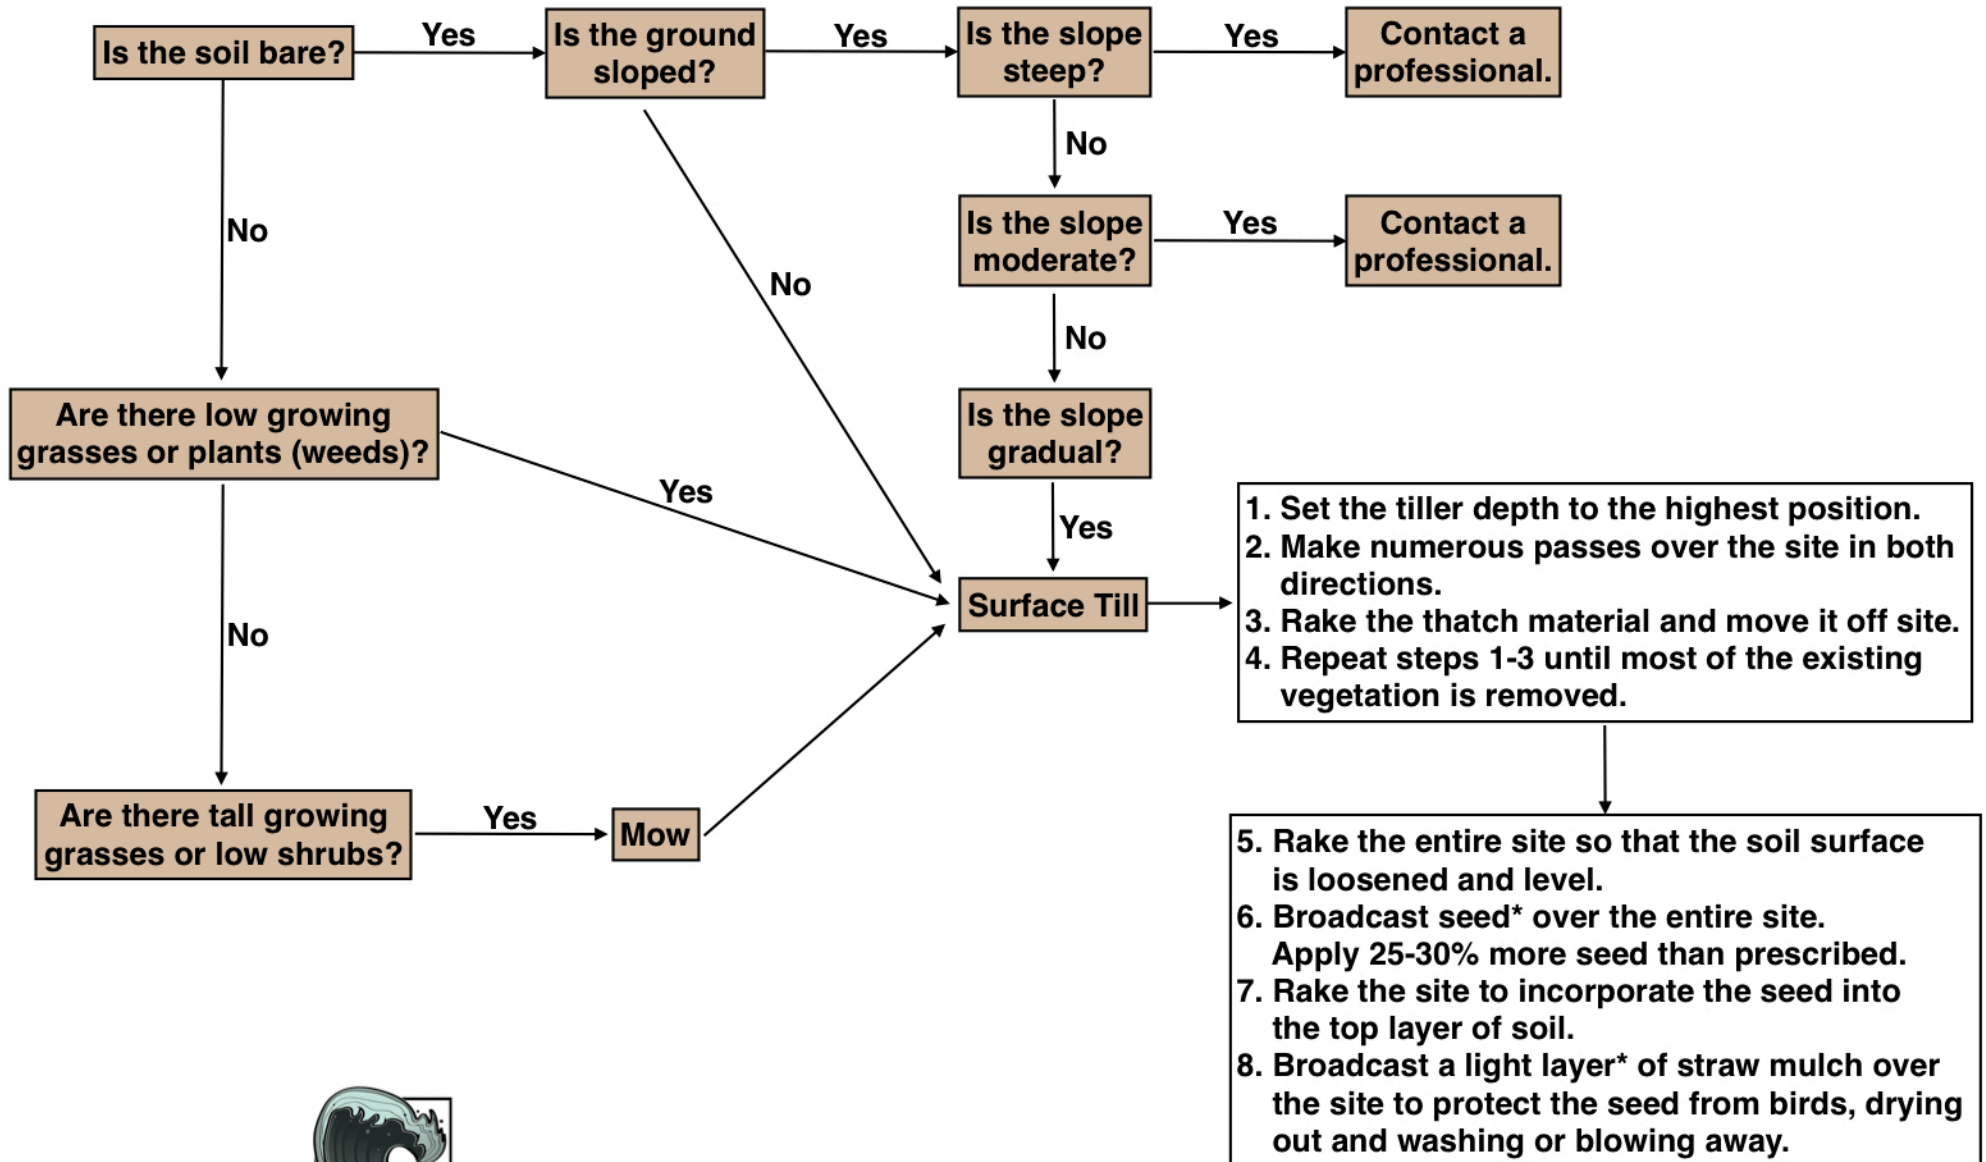 Is the soil bare?
Yes
Is the ground
sloped?
Yes
Is the slope
steep?
Yes
Contact a
professional.
No
No
No
Is the slope
moderate?
Yes
Contact a
professional.
No
Are there low growing
grasses or plants (weeds)?
Yes
Is the slope
gradual?
Yes
No
Surface Till
1. Set the tiller depth to the highest position.
2. Make numerous passes over the site in both
directions.
3. Rake the thatch material and move it off site.
4. Repeat steps 1-3 until most of the existing
vegetation is removed.
Are there tall growing
grasses or low shrubs?
Yes
Mow
5. Rake the entire site so that the soil surface
is loosened and level.
6. Broadcast seed* over the entire site.
Apply 25-30% more seed than prescribed.
7. Rake the site to incorporate the seed into
the top layer of soil.
8. Broadcast a light layer* of straw mulch over
the site to protect the seed from birds, drying
out and washing or blowing away.